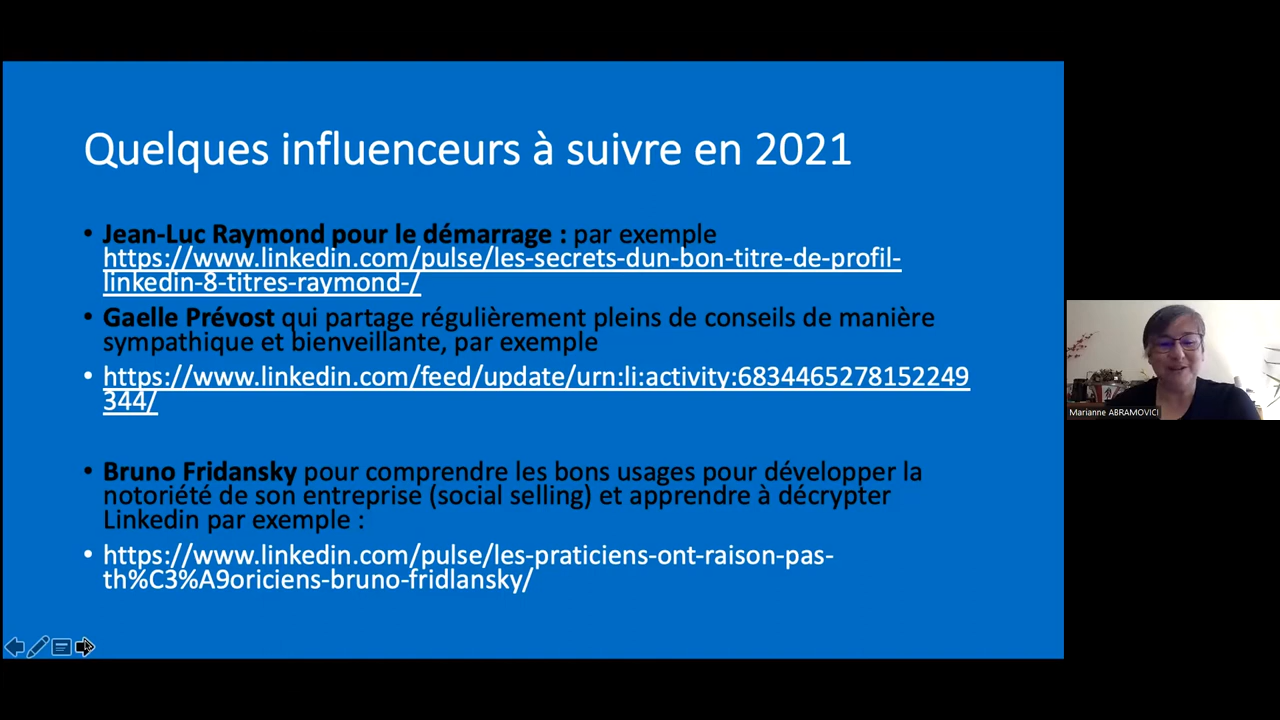 Quelques influenceurs à suivre en 2021
• Jean-Luc Raymond pour le démarrage : par exemple
https://www.linkedin.com/pulse/les-secrets-dun-bon-titre-de-profil-
linkedin-8-titres-raymond-/
• Gaelle Prévost qui partage régulièrement pleins de conseils de manière
sympathique et bienveillante, par exemple
• https://www.linkedin.com/feed/update/urn:li:activity:6834465278152249
344/
• Bruno Fridansky pour comprendre les bons usages pour développer la
notoriété de son entreprise (social selling) et apprendre à décrypter
Linkedin par exemple :
• https://www.linkedin.com/pulse/les-praticiens-ont-raison-pas-
th%C3%A9oriciens-bruno-fridlansky/
Marianne ABRAMOVICI